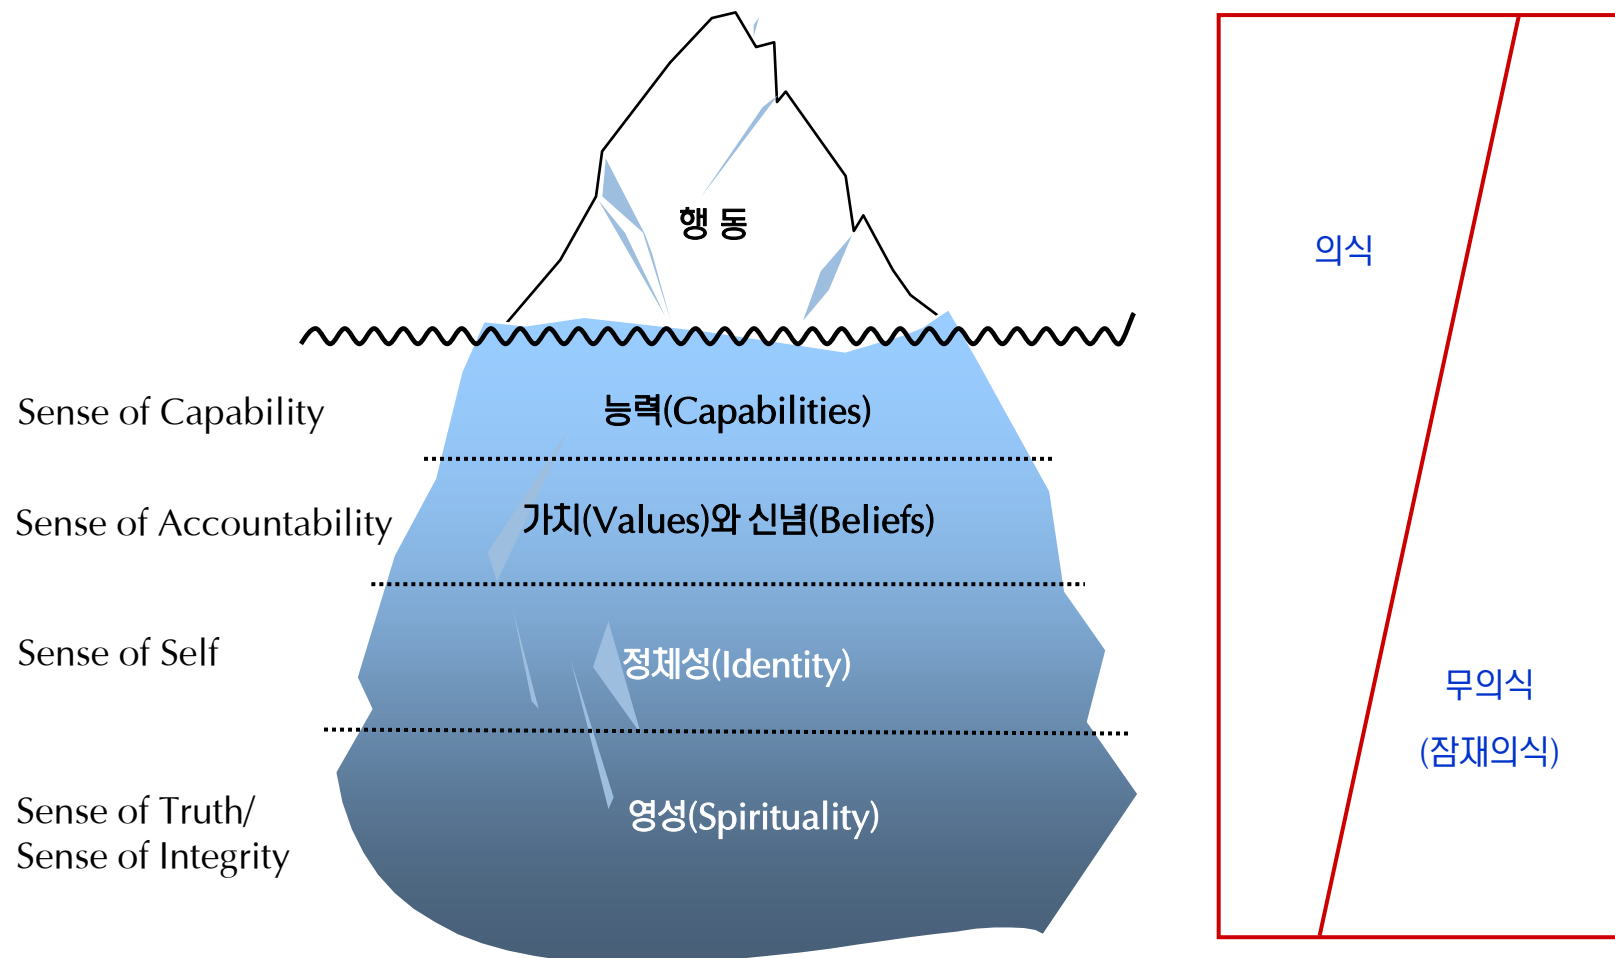 행 동
의식
Sense of Capability
능력(Capabilities)
Sense of Accountability
가치(Values)와 신념(Beliefs)
Sense of Self
정체성(Identity)
무의식
(잠재의식)
Sense of Truth/
Sense of Integrity
영성(Spirituality)